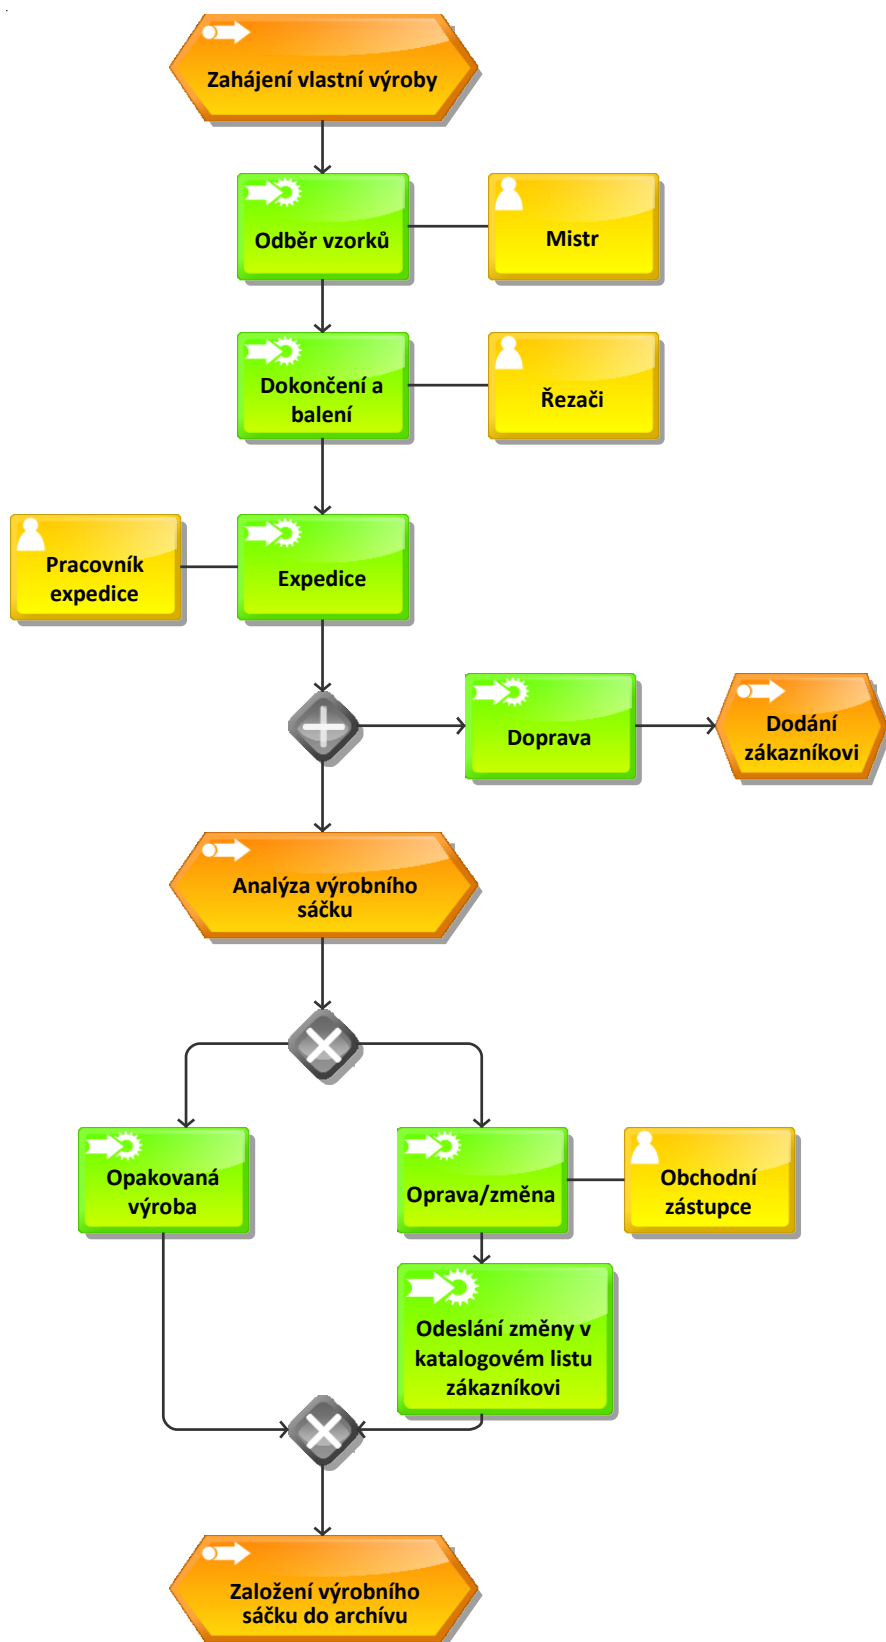 Zahájení vlastní výroby
Odběr vzorků
Mistr
Dokončení a
balení
Řezači
Pracovník
expedice
Expedice
Doprava
Dodání
zákazníkovi
Analýza výrobního
sáčku
Opakovaná
výroba
Oprava/změna
Obchodní
zástupce
Odeslání změny v
katalogovém listu
zákazníkovi
Založení výrobního
sáčku do archívu